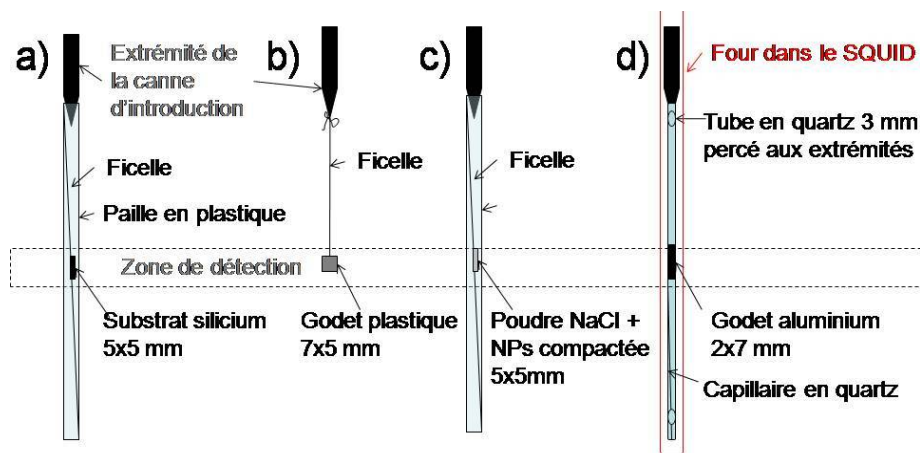 a)
Extrémité de
la canne
d'introduction
b)
c)
d)
Four dans le SQUID
Tube en quartz 3 mm
percé aux extrémités
Ficelle
Ficelle
Ficelle
Paille en plastique
Zone de détection
Substrat silicium
5x5 mm
Godet plastique
7x5 mm
Poudre NaCl +
NPs compactée
5x5mm
Godet aluminium
2x7 mm
Capillaire en quartz